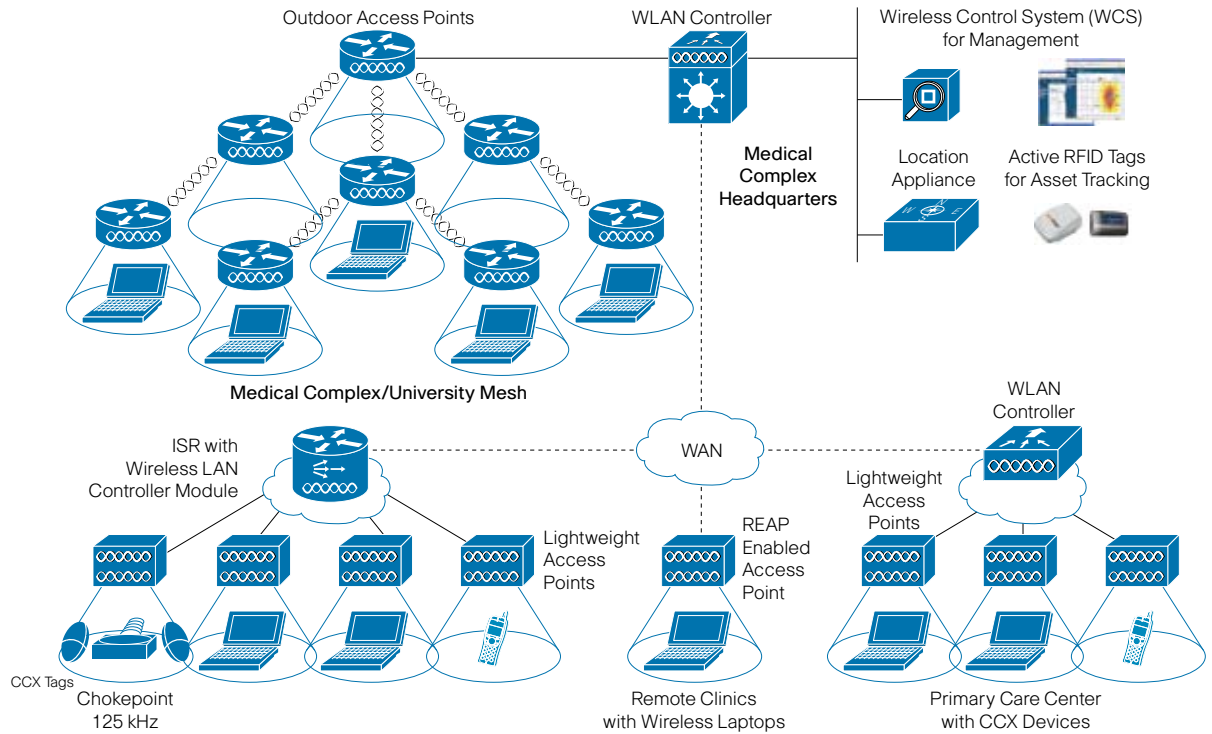 Outdoor Access Points
WLAN Controller
Wireless Control System (WCS)
for Management
Medical
Complex
Headquarters
Location
Appliance
Active RFID Tags
for Asset Tracking
Medical Complex/University Mesh
ISR with
Wireless LAN
Controller Module
WAN
WLAN
Controller
Lightweight
Access
Points
REAP
Enabled
Access
Point
Lightweight
Access
Points
CCX Tags
Chokepoint
125 kHz
Remote Clinics
with Wireless Laptops
Primary Care Center
with CCX Devices